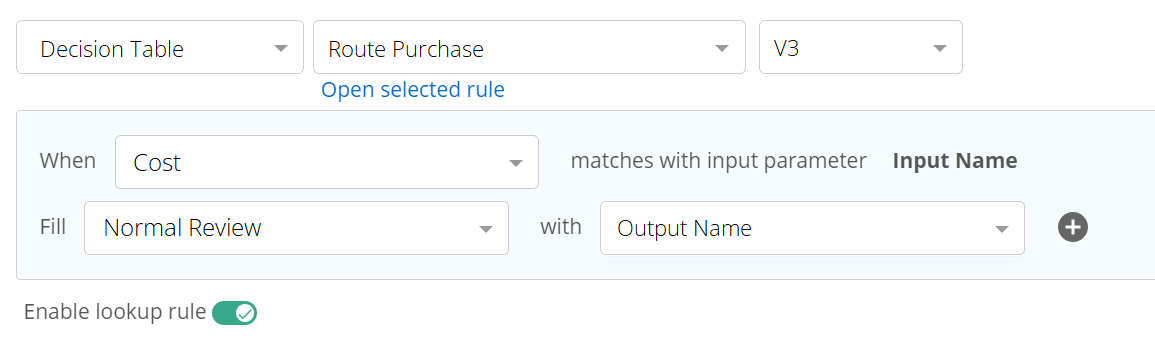 Decision Table Route Purchase V3
Open selected rule
When Cost matches with input parameter Input Name
Fill Normal Review with Output Name
Enable lookup rule